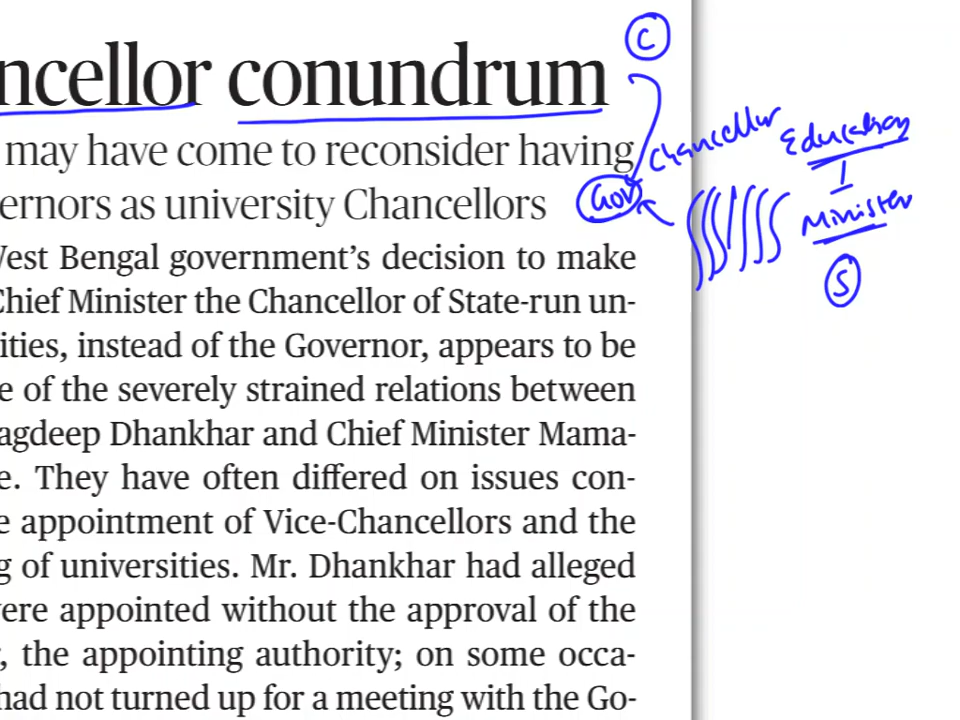 ncellor conundrum
may have come to reconsider having
ernors as university Chancellors
Vest Bengal government's decision to make
Chief Minister the Chancellor of State-run un-
ities, instead of the Governor, appears to be
e of the severely strained relations between
agdeep Dhankhar and Chief Minister Mama-
e. They have often differed on issues con-
e appointment of Vice-Chancellors and the
g of universities. Mr. Dhankhar had alleged
vere appointed without the approval of the
, the appointing authority; on some occa-
had not turned up for a meeting with the Go-
C
Chancellor
Gov
Education
Minister
S